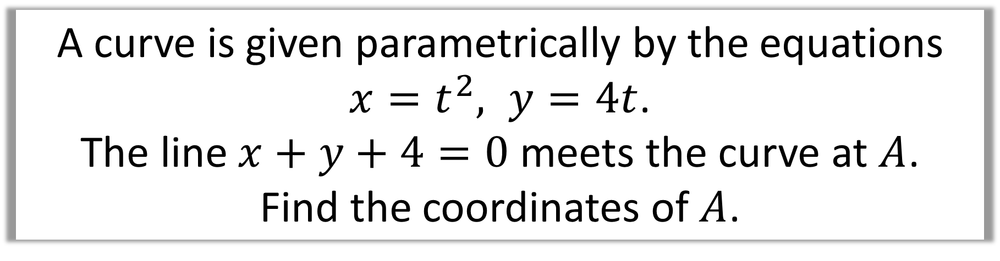 A curve is given parametrically by the equations
x = t², y = 4t.
The line x + y + 4 = 0 meets the curve at A.
Find the coordinates of A.